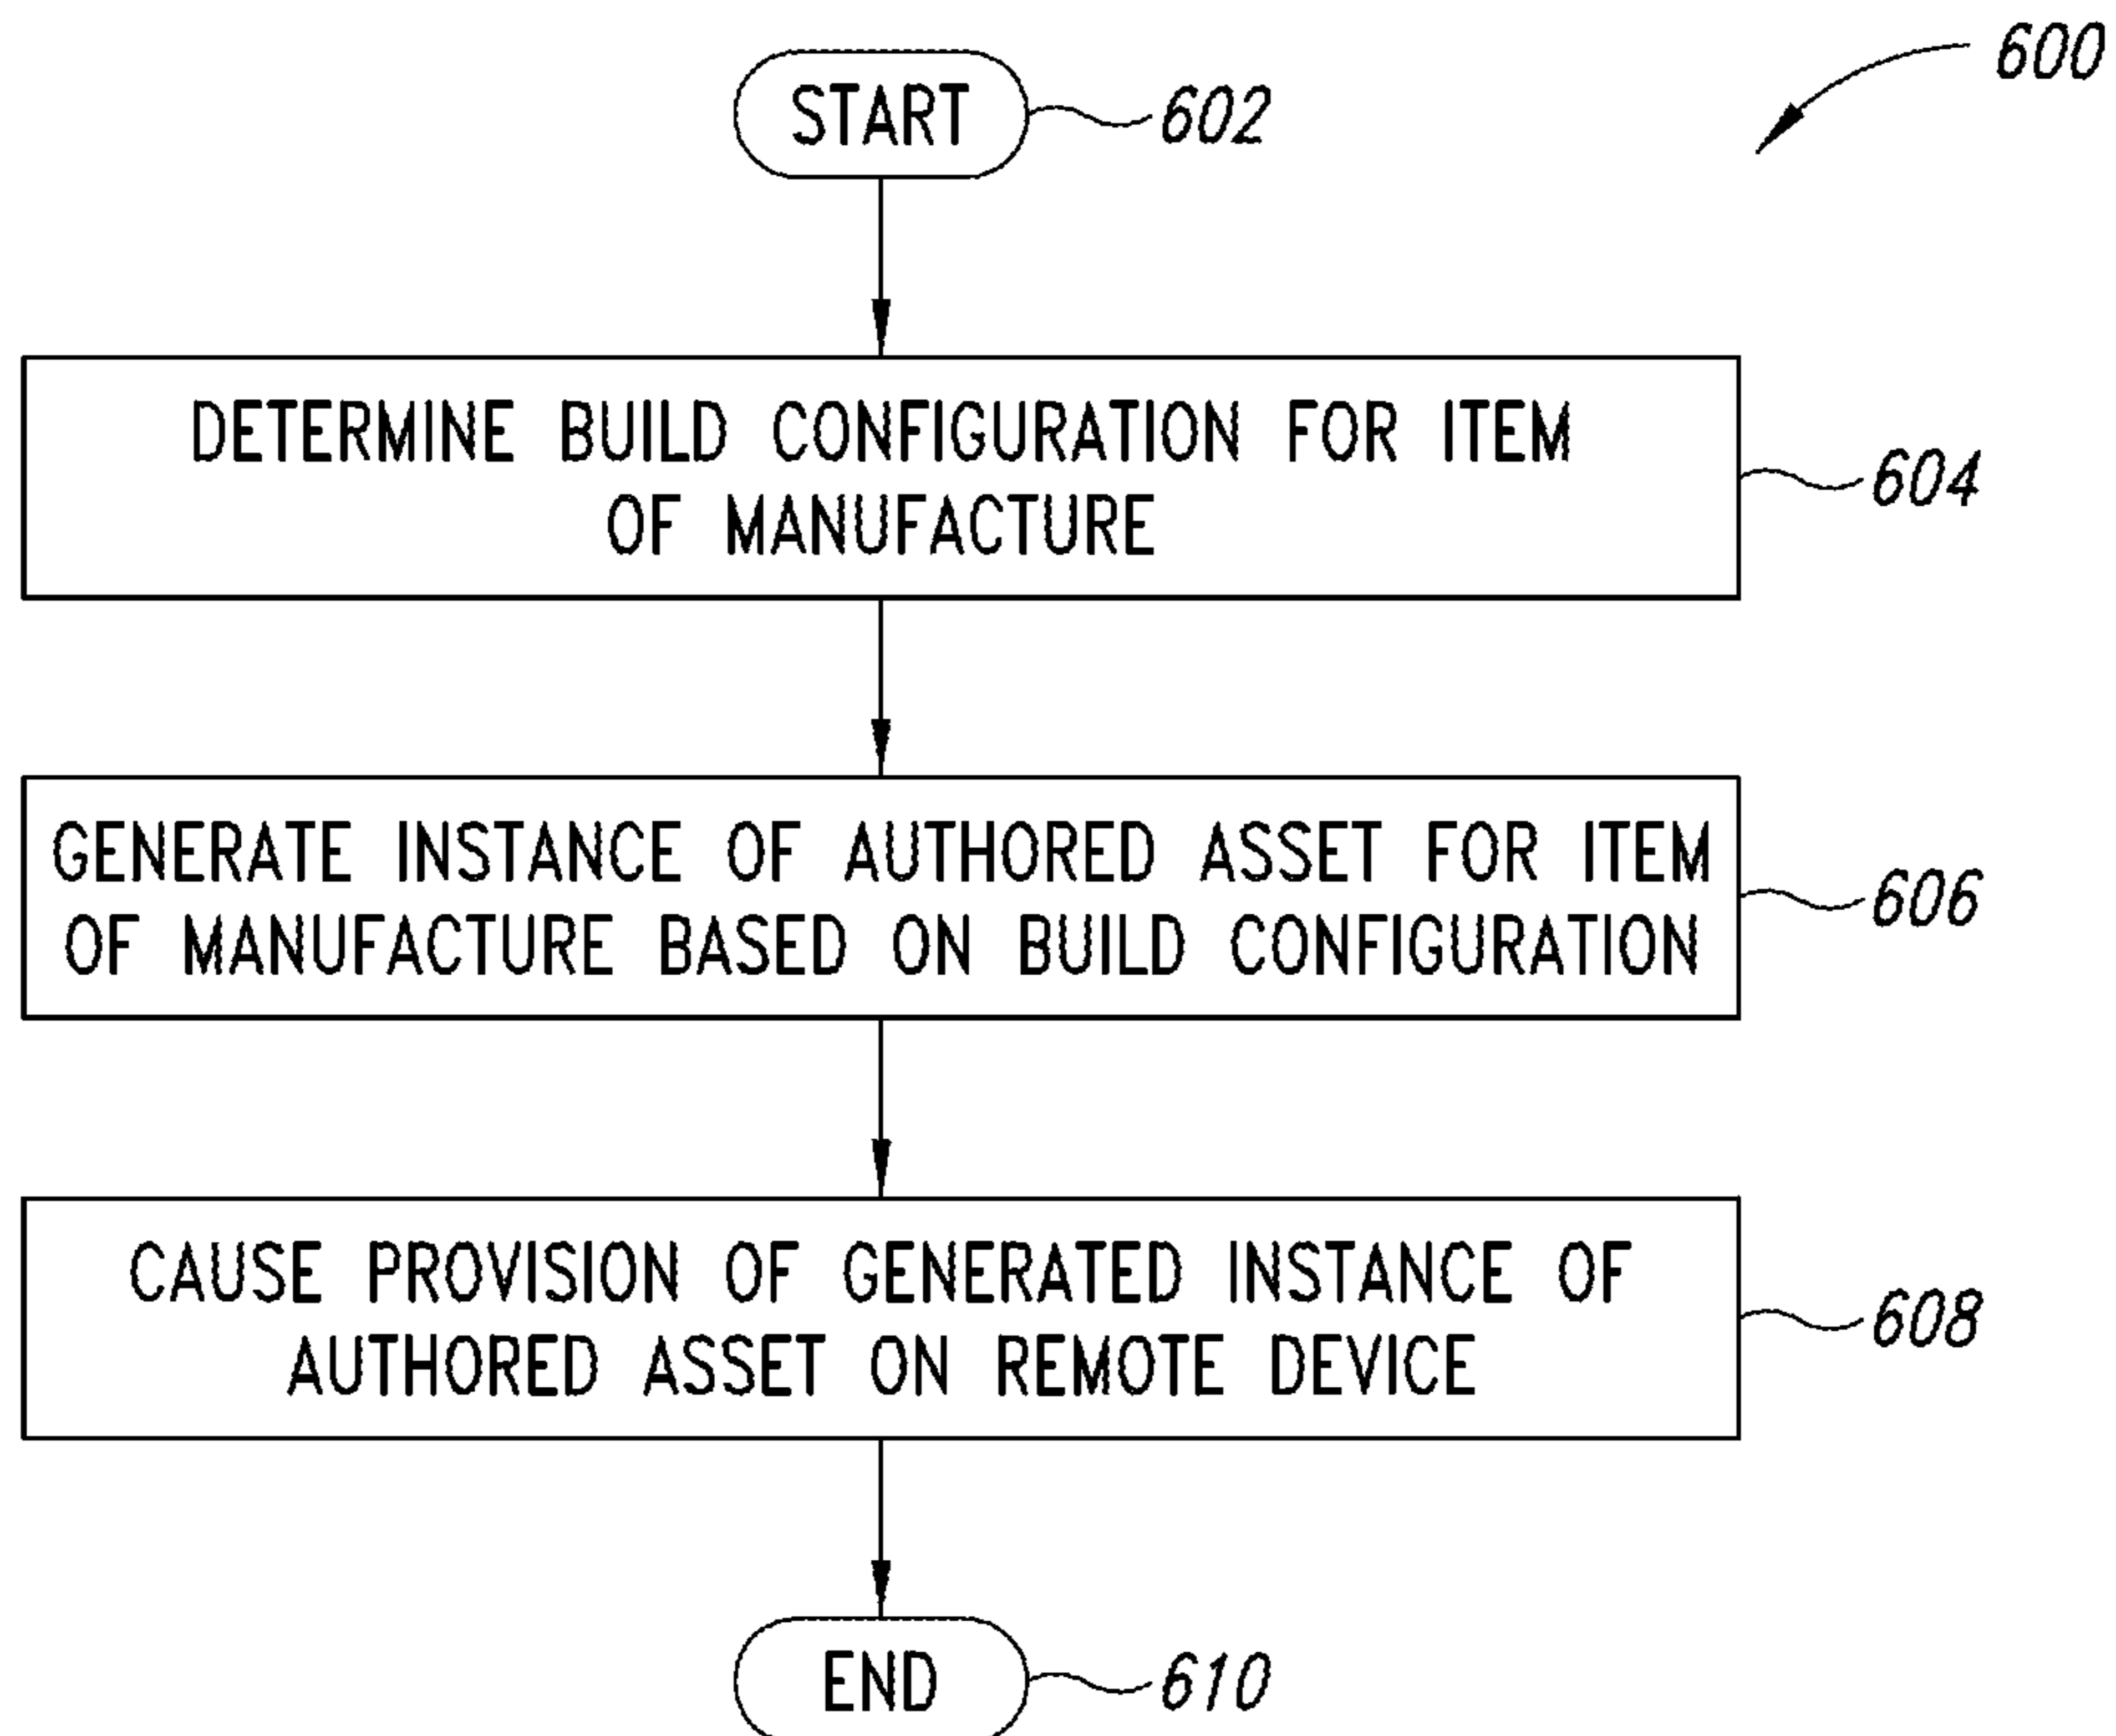 600
START
602
DETERMINE BUILD CONFIGURATION FOR ITEM
OF MANUFACTURE
604
GENERATE INSTANCE OF AUTHORED ASSET FOR ITEM
OF MANUFACTURE BASED ON BUILD CONFIGURATION
606
CAUSE PROVISION OF GENERATED INSTANCE OF
AUTHORED ASSET ON REMOTE DEVICE
608
END
610